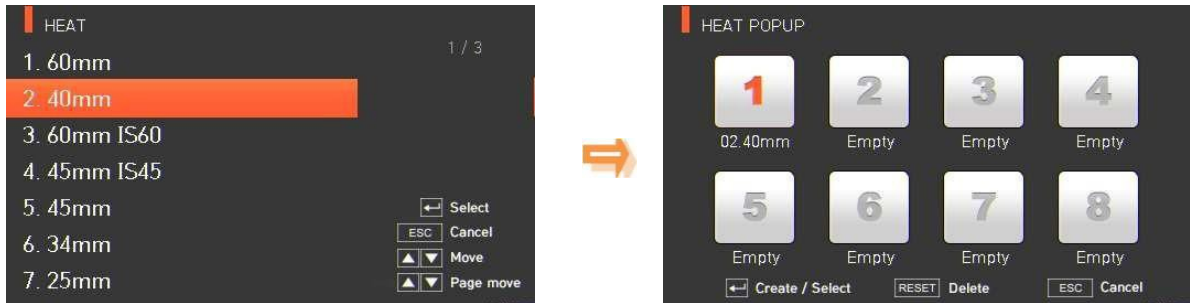 HEAT
1 / 3
1. 60mm
2. 40mm
3. 60mm IS60
4. 45mm IS45
5. 45mm
6. 34mm
7. 25mm
Select
ESC Cancel
Move
Page move
HEAT POPUP
1 2 3 4
02.40mm Empty Empty Empty
5 6 7 8
Empty Empty Empty Empty
Create / Select RESET Delete ESC Cancel